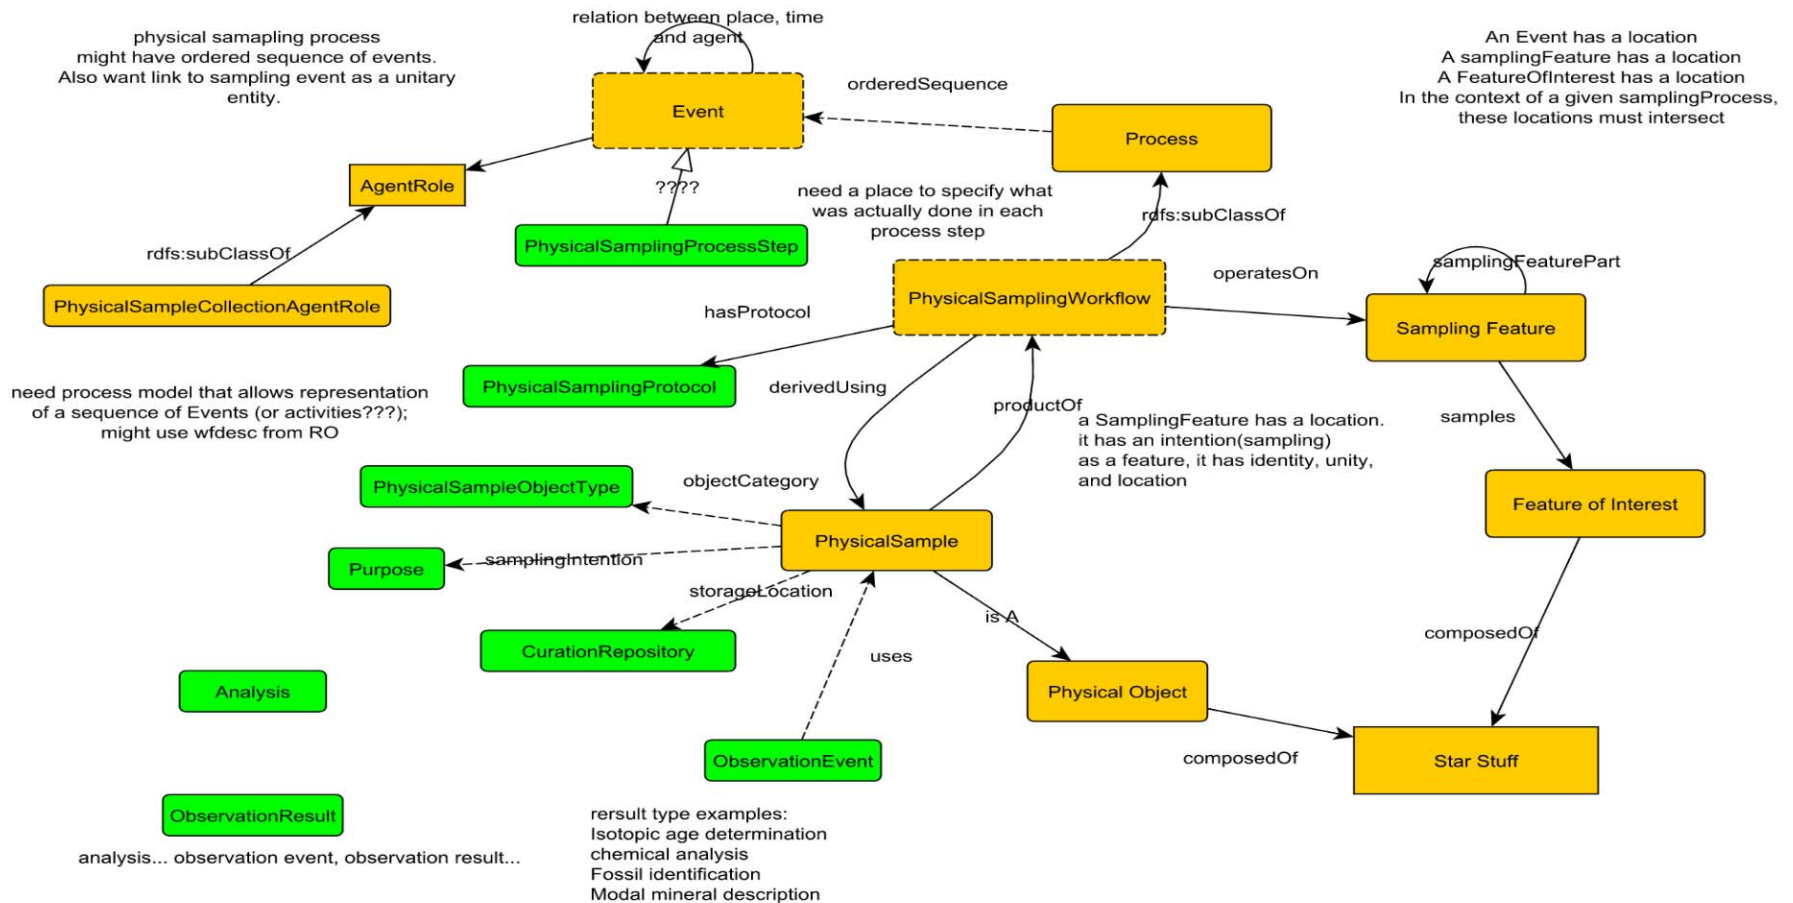 relation between place, time
and agent
physical samapling process
might have ordered sequence of events.
Also want link to sampling event as a unitary
entity.
An Event has a location
A samplingFeature has a location
A FeatureOfInterest has a location
In the context of a given samplingProcess,
these locations must intersect
orderedSequence
Event
Process
AgentRole
????
need a place to specify what
was actually done in each
process step
rdfs:subClassOf
PhysicalSamplingProcessStep
rdfs:subClassOf
samplingFeaturePart
operatesOn
PhysicalSampleCollectionAgentRole
PhysicalSamplingWorkflow
hasProtocol
Sampling Feature
PhysicalSamplingProtocol
derivedUsing
productOf
need process model that allows representation
of a sequence of Events (or activities???);
might use wfdesc from RO
a SamplingFeature has a location.
it has an intention(sampling)
as a feature, it has identity, unity,
and location
samples
PhysicalSampleObjectType
objectCategory
Feature of Interest
PhysicalSample
Purpose
samplingIntention
storageLocation
is A
composedOf
CurationRepository
uses
Analysis
Physical Object
ObservationEvent
composedOf
Star Stuff
ObservationResult
analysis... observation event, observation result...
rersult type examples:
Isotopic age determination
chemical analysis
Fossil identification
Modal mineral description